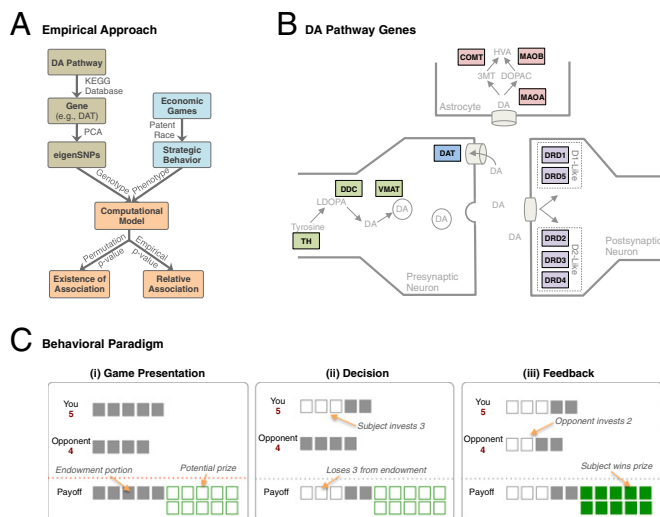 A Empirical Approach
DA Pathway
KEGG
Database
Gene
(e.g., DAT)
PCA
eigenSNPs
Economic
Games
Patent
Race
Strategic
Behavior
Genotype
Phenotype
Computational
Model
Permutation
p-value
Empirical
p-value
Existence of
Association
Relative
Association
B DA Pathway Genes
COMT
HVA
MAOB
3MT
DOPAC
MAOA
Astrocyte
DA
DAT
DA
DDC
VMAT
LDOPA
DA
DA
DA
Tyrosine
TH
Presynaptic
Neuron
DA
DA
DRD1
DRD5
D1-Like
DRD2
DRD3
DRD4
D2-Like
Postsynaptic
Neuron
C Behavioral Paradigm
(i) Game Presentation
You
5
Opponent
4
Endowment portion
Potential prize
Payoff
(ii) Decision
You
5
Subject invests 3
Opponent
4
Loses 3 from endowment
Payoff
(iii) Feedback
You
5
Opponent invests 2
Opponent
4
Subject wins prize
Payoff